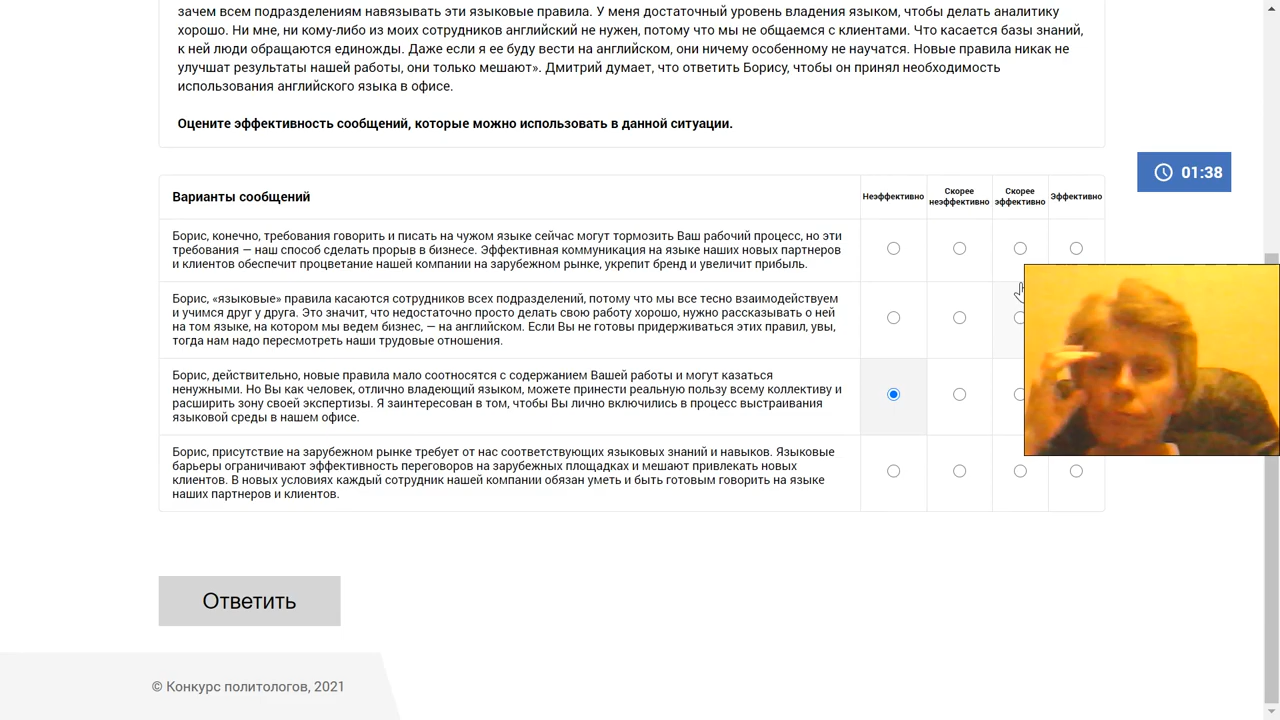 зачем всем подразделениям навязывать эти языковые правила. У меня достаточный уровень владения языком, чтобы делать аналитику
хорошо. Ни мне, ни кому-либо из моих сотрудников английский не нужен, потому что мы не общаемся с клиентами. Что касается базы знаний,
к ней люди обращаются единожды. Даже если я ее буду вести на английском, они ничему особенному не научатся. Новые правила никак не
улучшат результаты нашей работы, они только мешают». Дмитрий думает, что ответить Борису, чтобы он принял необходимость
использования английского языка в офисе.
Оцените эффективность сообщений, которые можно использовать в данной ситуации.
01:38
Варианты сообщений
Неэффективно
Скорее
неэффективно
Скорее
эффективно
Эффективно
Борис, конечно, требования говорить и писать на чужом языке сейчас могут тормозить Ваш рабочий процесс, но эти
требования — наш способ сделать прорыв в бизнесе. Эффективная коммуникация на языке наших новых партнеров
и клиентов обеспечит процветание нашей компании на зарубежном рынке, укрепит бренд и увеличит прибыль.
Борис, «языковые» правила касаются сотрудников всех подразделений, потому что мы все тесно взаимодействуем
и учимся друг у друга. Это значит, что недостаточно просто делать свою работу хорошо, нужно рассказывать о ней
на том языке, на котором мы ведем бизнес, — на английском. Если Вы не готовы придерживаться этих правил, увы,
тогда нам надо пересмотреть наши трудовые отношения.
Борис, действительно, новые правила мало соотносятся с содержанием Вашей работы и могут казаться
ненужными. Но Вы как человек, отлично владеющий языком, можете принести реальную пользу всему коллективу и
расширить зону своей экспертизы. Я заинтересован в том, чтобы Вы лично включились в процесс выстраивания
языковой среды в нашем офисе.
Борис, присутствие на зарубежном рынке требует от нас соответствующих языковых знаний и навыков. Языковые
барьеры ограничивают эффективность переговоров на зарубежных площадках и мешают привлекать новых
клиентов. В новых условиях каждый сотрудник нашей компании обязан уметь и быть готовым говорить на языке
наших партнеров и клиентов.
Ответить
© Конкурс политологов, 2021